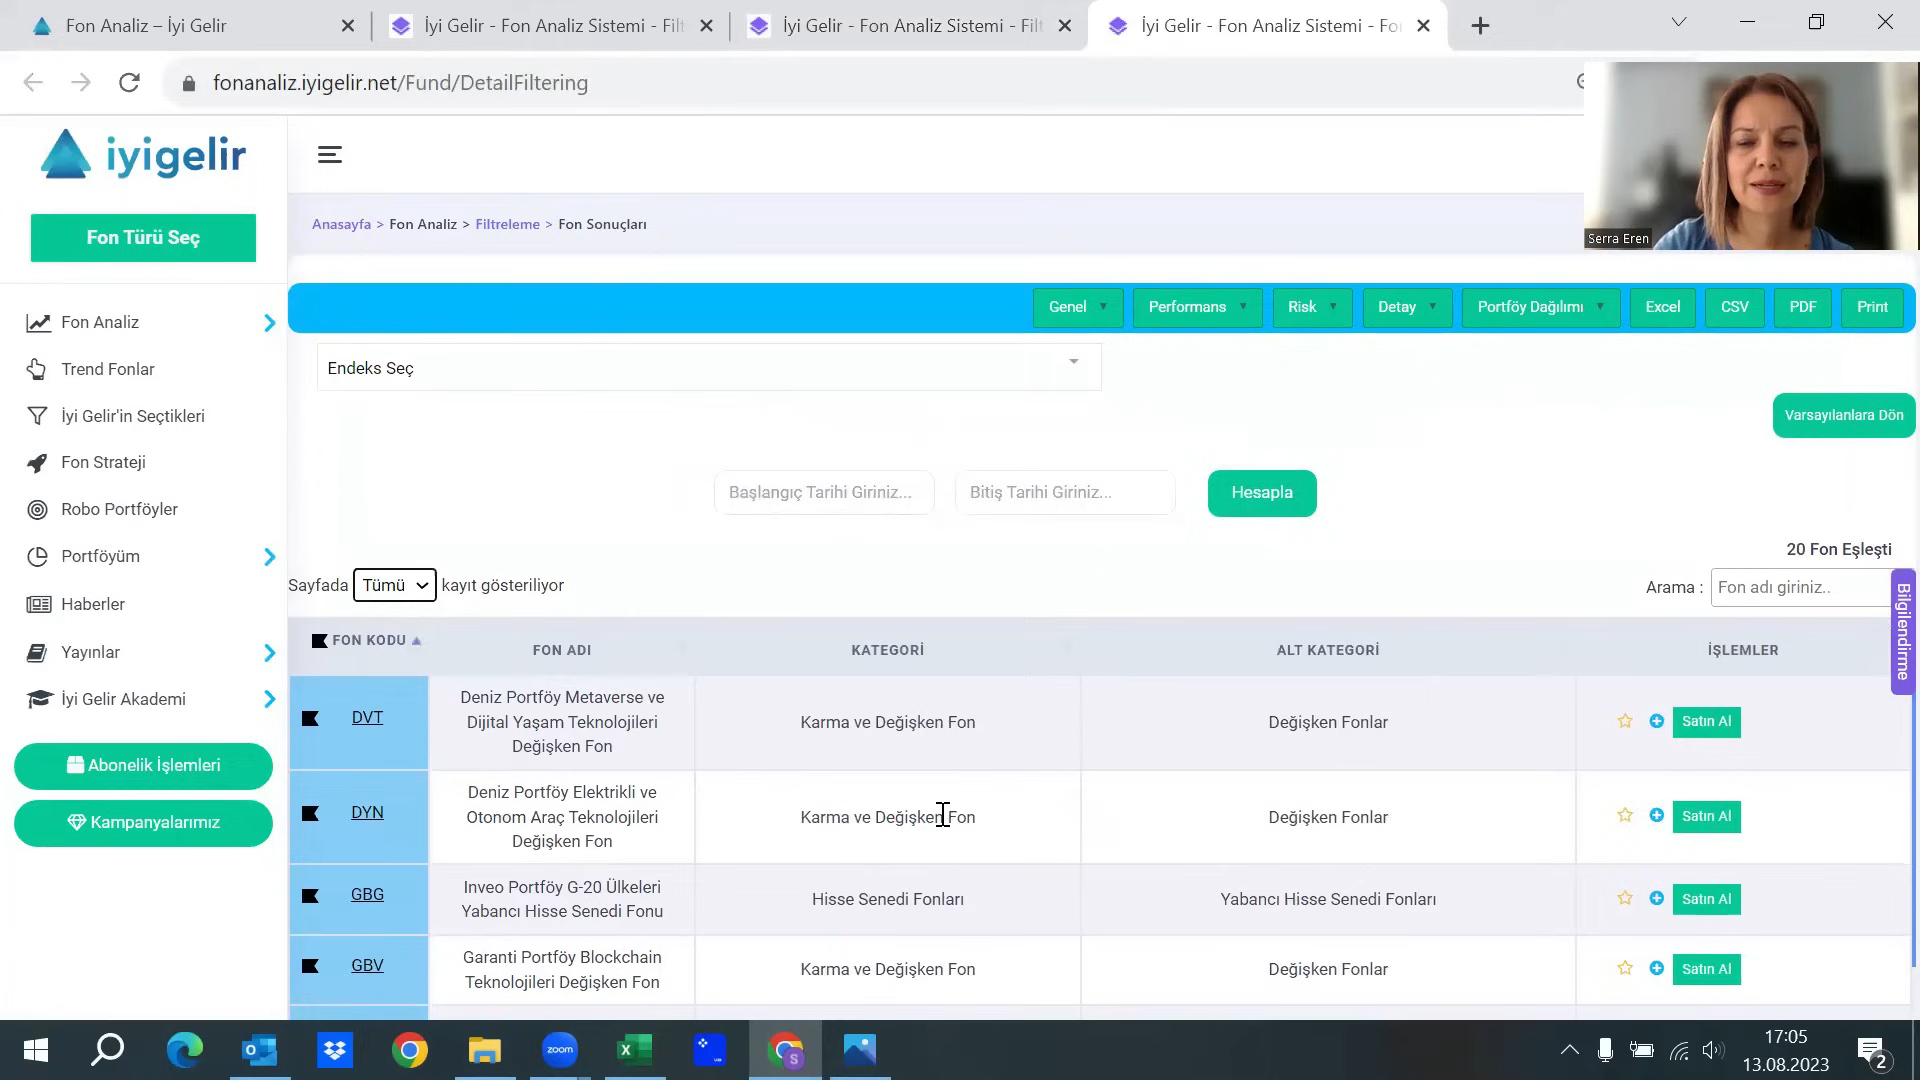 Fon Analiz – İyi Gelir
İyi Gelir - Fon Analiz Sistemi - Filt
İyi Gelir - Fon Analiz Sistemi - Filt
İyi Gelir - Fon Analiz Sistemi - Fo
fonanaliz.iyigelir.net/Fund/DetailFiltering
iyigelir
Serra Eren
Fon Türü Seç
Anasayfa > Fon Analiz > Filtreleme > Fon Sonuçları
Genel
Performans
Risk
Detay
Portföy Dağılımı
Excel
CSV
PDF
Print
Fon Analiz
Trend Fonlar
İyi Gelir'in Seçtikleri
Fon Strateji
Robo Portföyler
Portföyüm
Haberler
Yayınlar
İyi Gelir Akademi
Abonelik İşlemleri
Kampanyalarımız
Endeks Seç
Varsayılanlara Dön
Başlangıç Tarihi Giriniz...
Bitiş Tarihi Giriniz...
Hesapla
20 Fon Eşleşti
Sayfada Tümü kayıt gösteriliyor
Arama : Fon adı giriniz..
Bilgilendirme
FON KODU
FON ADI
KATEGORİ
ALT KATEGORİ
İŞLEMLER
DVT
Deniz Portföy Metaverse ve
Dijital Yaşam Teknolojileri
Değişken Fon
Karma ve Değişken Fon
Değişken Fonlar
Satın Al
DYN
Deniz Portföy Elektrikli ve
Otonom Araç Teknolojileri
Değişken Fon
Karma ve Değişken Fon
Değişken Fonlar
Satın Al
GBG
Inveo Portföy G-20 Ülkeleri
Yabancı Hisse Senedi Fonu
Hisse Senedi Fonları
Yabancı Hisse Senedi Fonları
Satın Al
GBV
Garanti Portföy Blockchain
Teknolojileri Değişken Fon
Karma ve Değişken Fon
Değişken Fonlar
Satın Al
zoom
S
17:05
13.08.2023
2